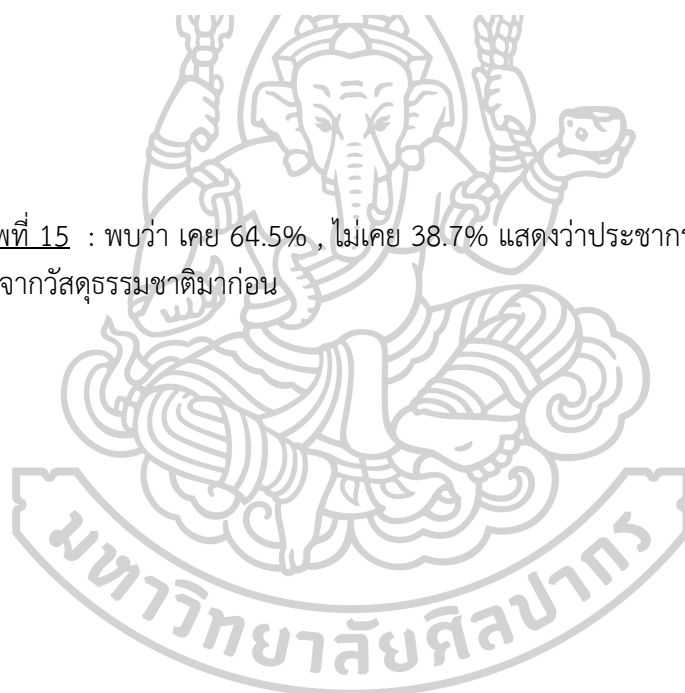 พที่ 15 : พบว่า เคย 64.5% , ไม่เคย 38.7% แสดงว่าประชากร
จากวัสดุธรรมชาติมาก่อน
มหาวิทยาลัยศิลปากร